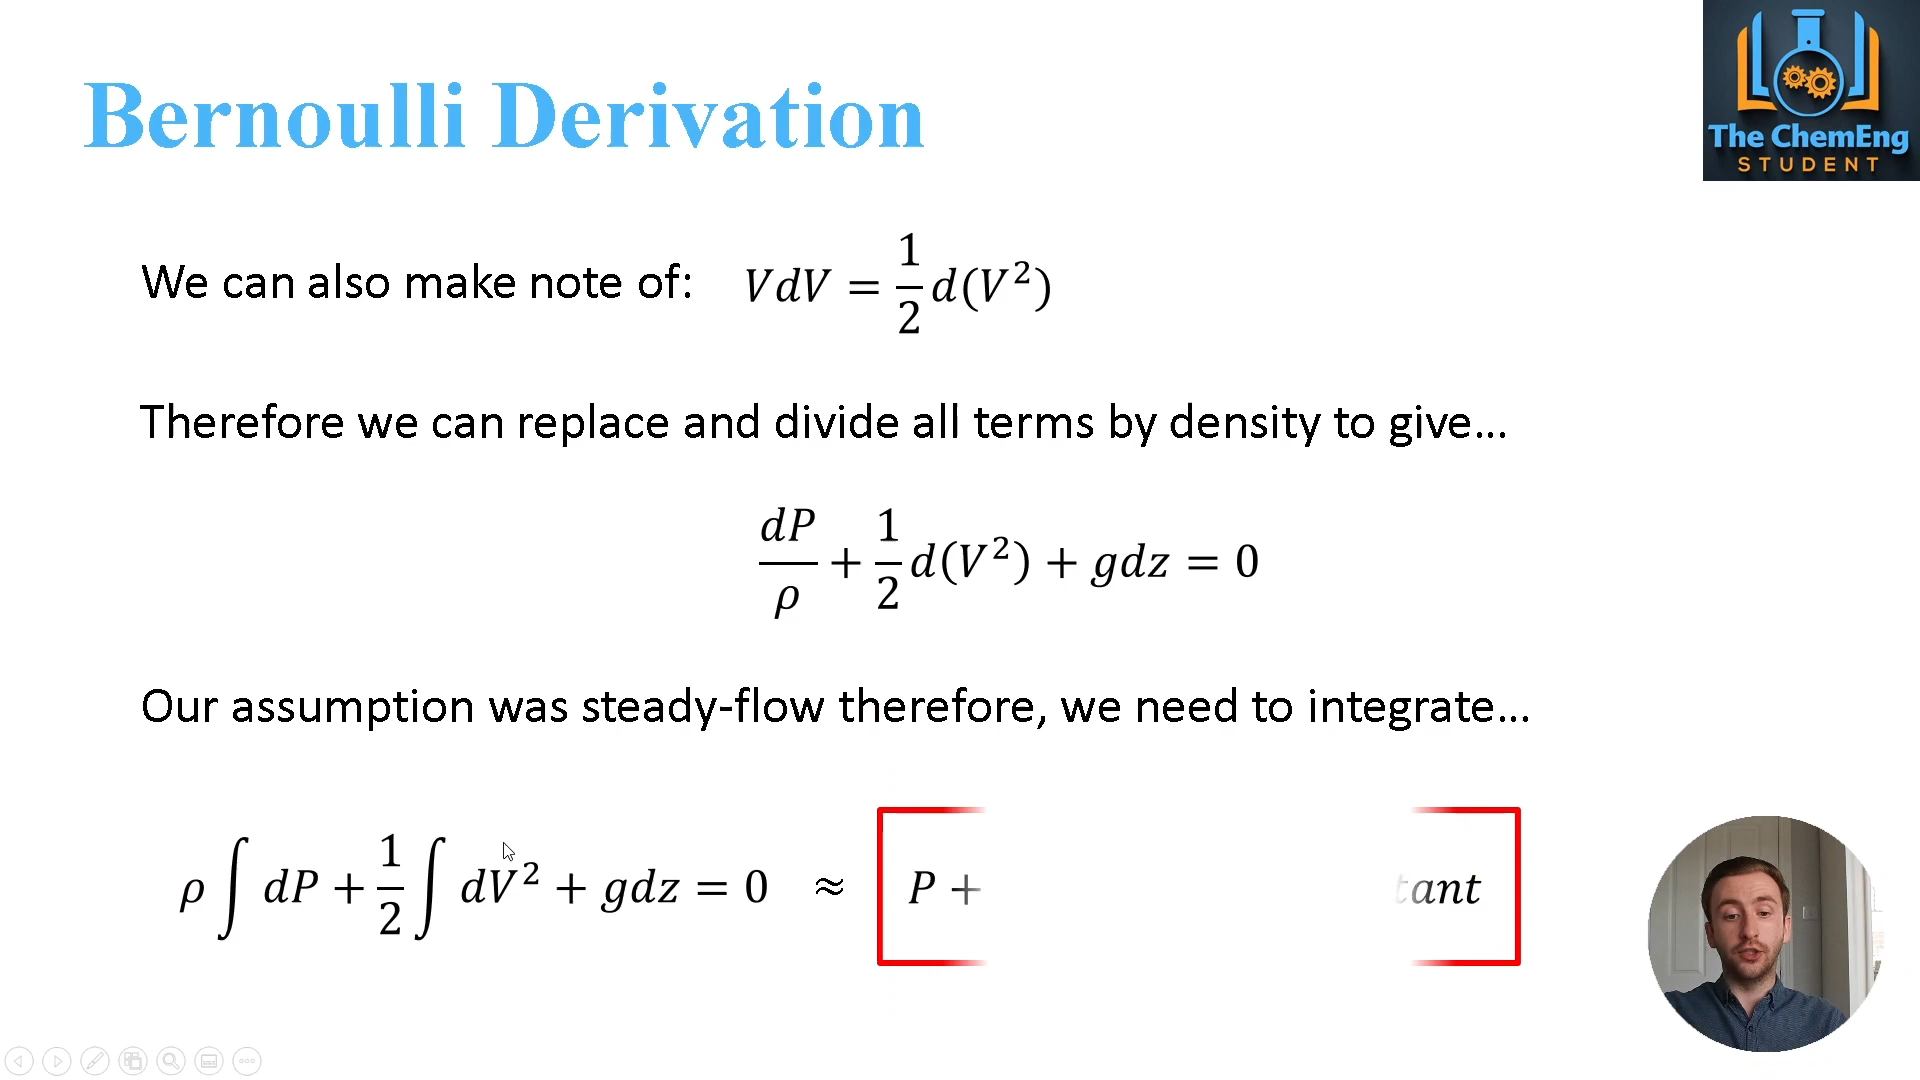 Bernoulli Derivation
The ChemEng
STUDENT
We can also make note of: VdV = 1/2 d(V²)
Therefore we can replace and divide all terms by density to give...
dP/ρ + 1/2 d(V²) + gdz = 0
Our assumption was steady-flow therefore, we need to integrate...
ρ∫ dP + 1/2 ∫ dV² + gdz = 0 ≈ P + tant